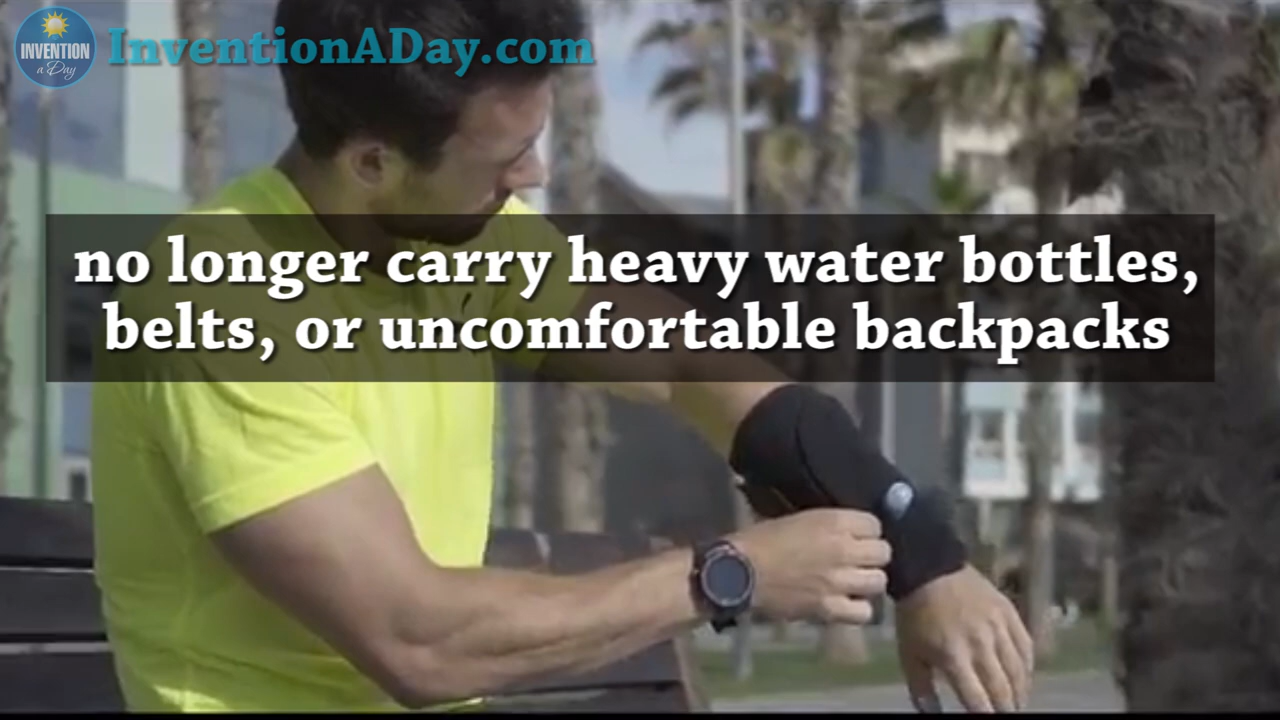 INVENTION
a Day
InventionADay.com
no longer carry heavy water bottles,
belts, or uncomfortable backpacks